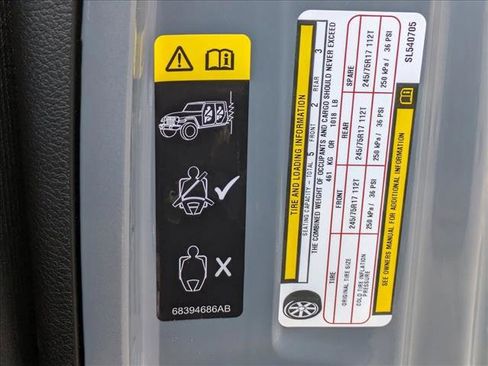 68394686AB
TIRE AND LOADING INFORMATION
SEATING CAPACITY - TOTAL 5 FRONT 2 REAR 3
THE COMBINED WEIGHT OF OCCUPANTS AND CARGO SHOULD NEVER EXCEED
461 KG OR 1018 LB
TIRE FRONT REAR SPARE
ORIGINAL TIRE SIZE 245/75R17 112T 245/75R17 112T 245/75R17 112T
COLD TIRE INFLATION PRESSURE 250 kPa / 36 PSI 250 kPa / 36 PSI 250 kPa / 36 PSI
SEE OWNERS MANUAL FOR ADDITIONAL INFORMATION
SL540705